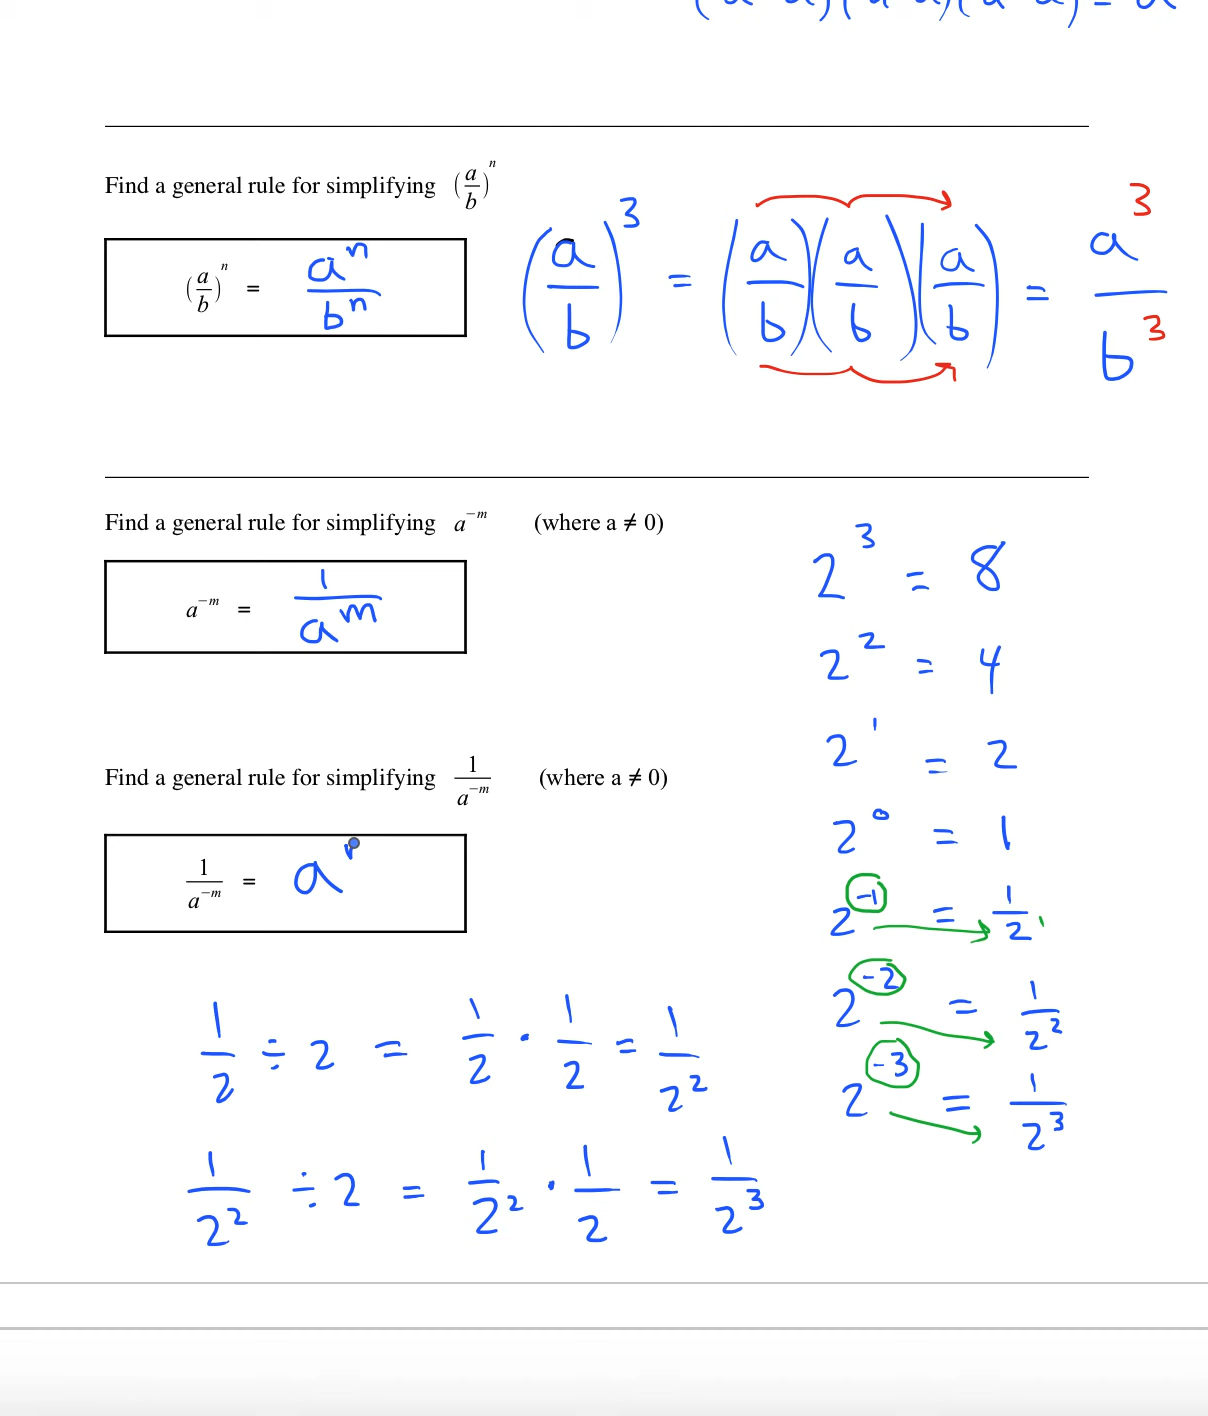 Find a general rule for simplifying (a/b)^n
(a/b)^n = a^n/b^n
(a/b)^3 = (a/b)(a/b)(a/b) = a^3/b^3
Find a general rule for simplifying a^-m (where a ≠ 0)
a^-m = 1/a^m
2^3 = 8
2^2 = 4
2^1 = 2
2^0 = 1
2^-1 = 1/2^1
2^-2 = 1/2^2
2^-3 = 1/2^3
Find a general rule for simplifying 1/a^-m (where a ≠ 0)
1/a^-m = a
1/2 ÷ 2 = 1/2 · 1/2 = 1/2^2
1/2^2 ÷ 2 = 1/2^2 · 1/2 = 1/2^3